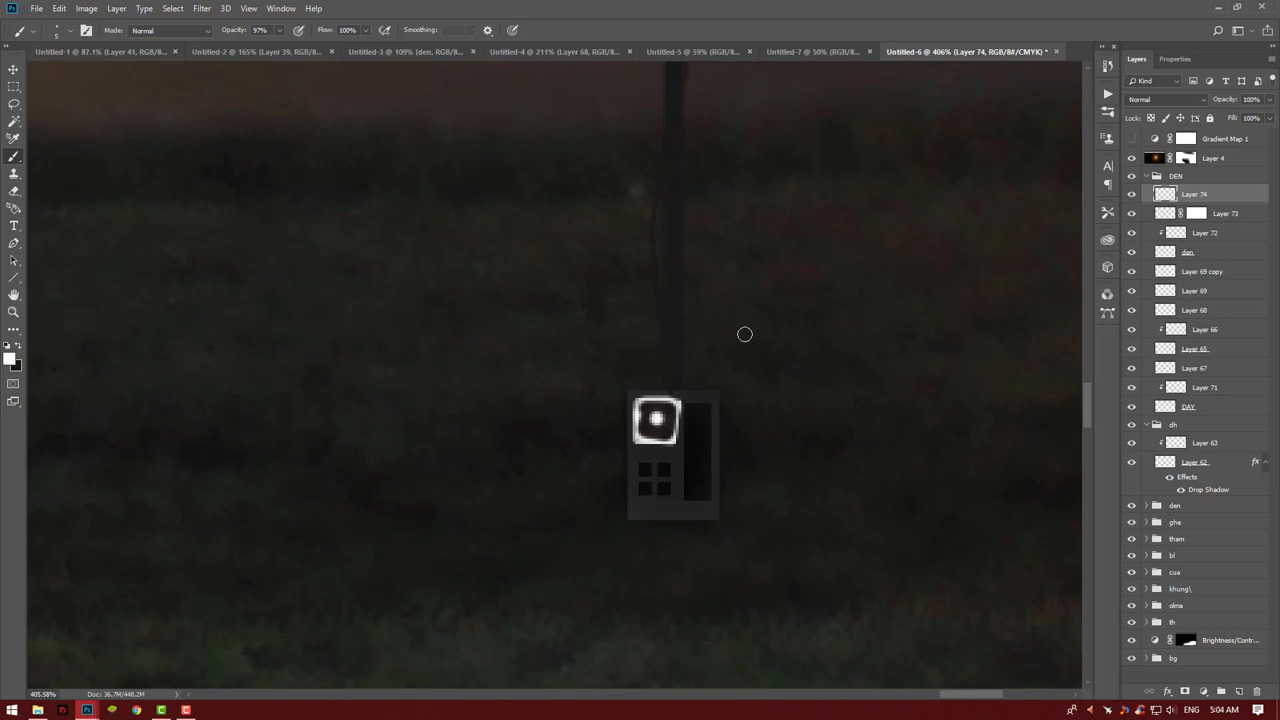 Ps File Edit Image Layer Type Select Filter 3D View Window Help
5 Mode: Normal Opacity: 97% Flow: 100% Smoothing:
Untitled-1 @ 87.1% (Layer 41, RGB/8... × Untitled-2 @ 165% (Layer 39, RGB/8... × Untitled-3 @ 109% (den, RGB/8... × Untitled-4 @ 211% (Layer 68, RGB/8... × Untitled-5 @ 59% (RGB/8... × Untitled-7 @ 50% (RGB/8... × Untitled-6 @ 406% (Layer 74, RGB/8#/CMYK) * ×
Layers Properties
Kind
Normal Opacity: 100%
Lock: Fill: 100%
Gradient Map 1
Layer 4
DEN
Layer 74
Layer 73
Layer 72
den
Layer 69 copy
Layer 69
Layer 68
Layer 66
Layer 65
Layer 67
Layer 71
DAY
dh
Layer 63
Layer 62 fx
Effects
Drop Shadow
den
ghe
tham
bl
cua
khung\
olma
th
Brightness/Contr...
bg
405.58% Doc: 36.7M/448.2M
ENG 5:04 AM